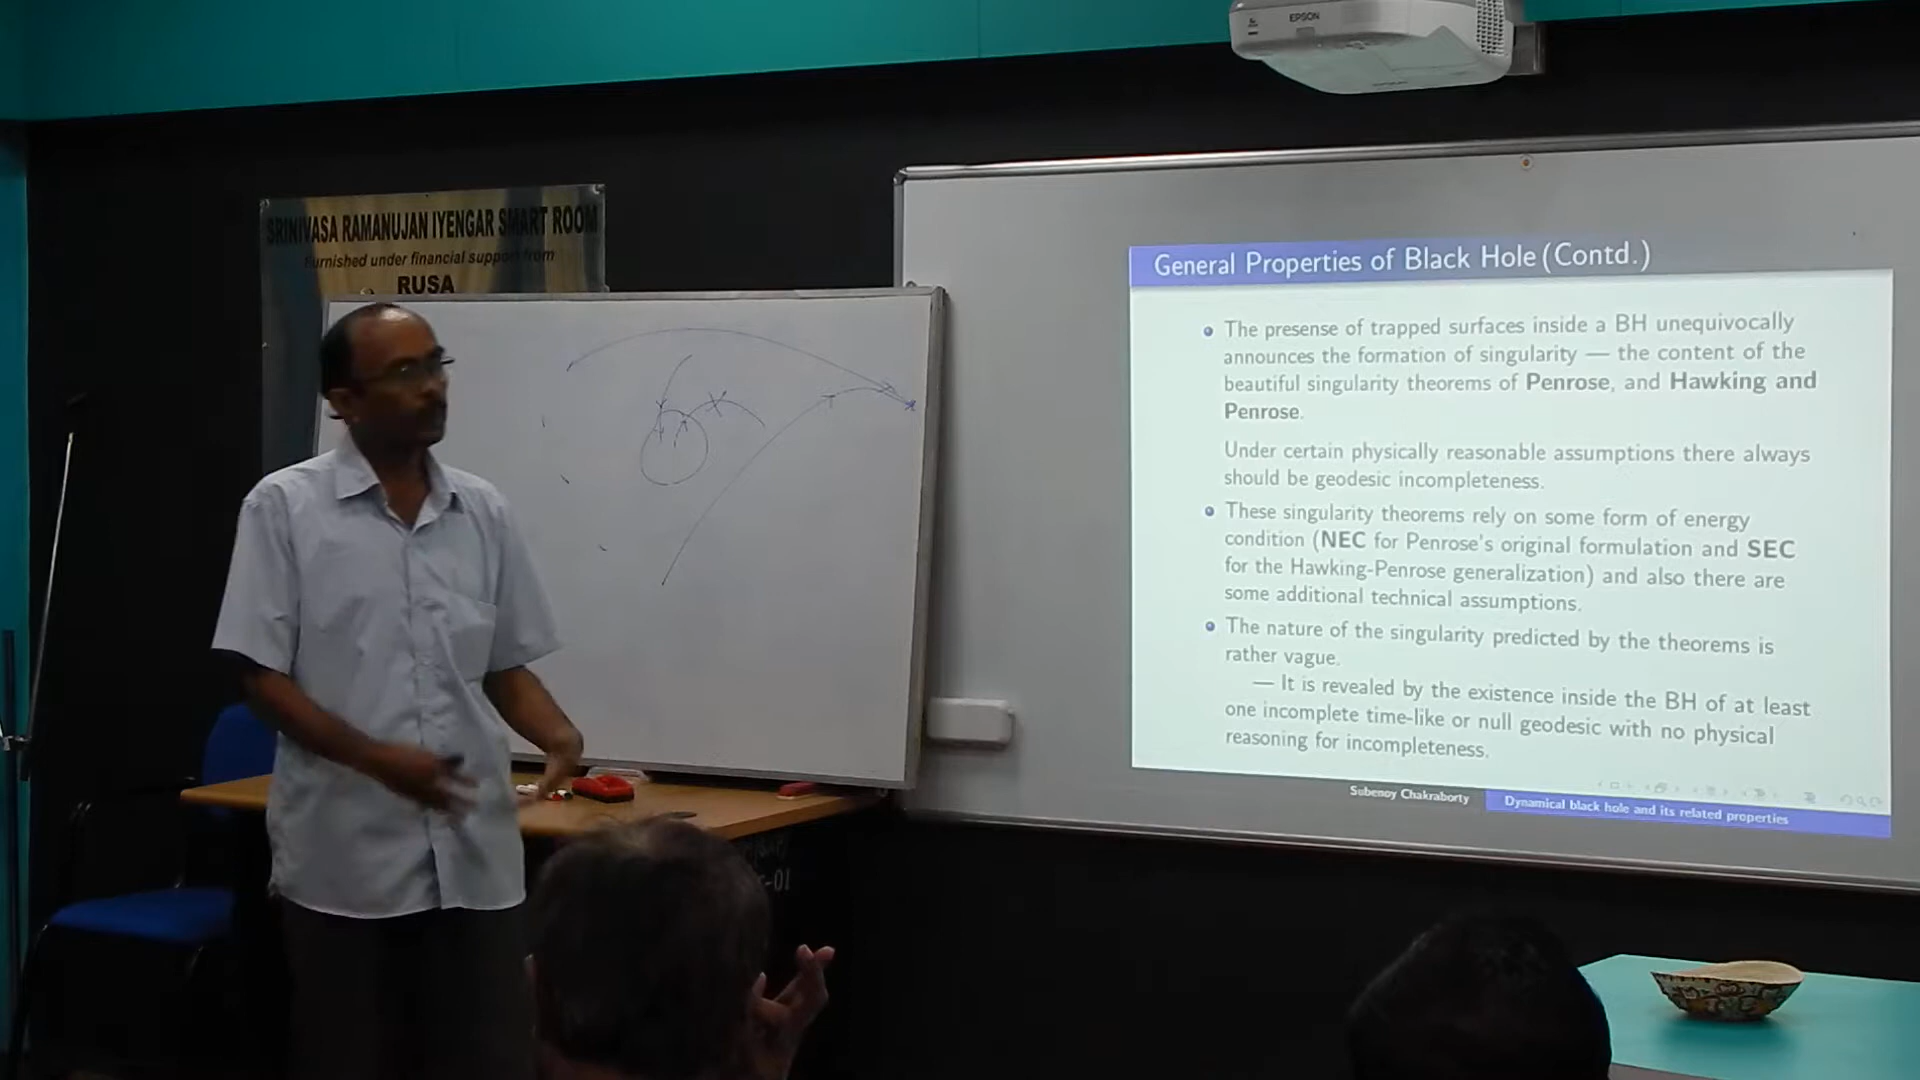 EPSON
SRINIVASA RAMANUJAN IYENGAR SMART ROOM
Furnished under financial support from
RUSA
General Properties of Black Hole (Contd.)
The presense of trapped surfaces inside a BH unequivocally
announces the formation of singularity — the content of the
beautiful singularity theorems of Penrose, and Hawking and
Penrose.
Under certain physically reasonable assumptions there always
should be geodesic incompleteness.
These singularity theorems rely on some form of energy
condition (NEC for Penrose's original formulation and SEC
for the Hawking-Penrose generalization) and also there are
some additional technical assumptions.
The nature of the singularity predicted by the theorems is
rather vague.
— It is revealed by the existence inside the BH of at least
one incomplete time-like or null geodesic with no physical
reasoning for incompleteness.
Subenoy Chakraborty
Dynamical black hole and its related properties